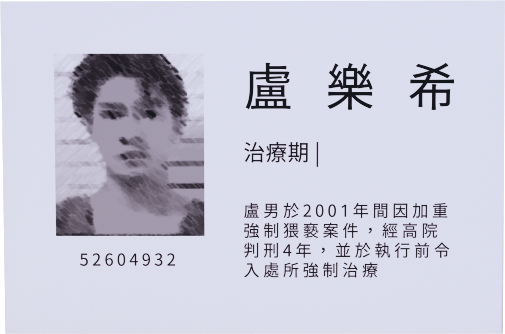 盧樂希
治療期|
盧男於2001年間因加重
強制猥褻案件，經高院
判刑4年，並於執行前令
入處所強制治療
52604932